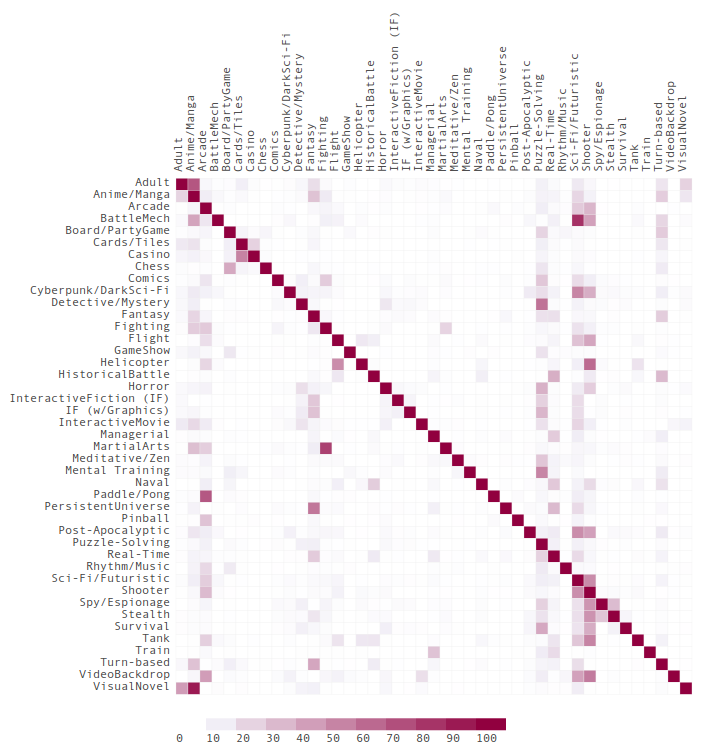 Adult
Anime/Manga
Arcade
BattleMech
Board/PartyGame
Cards/Tiles
Casino
Chess
Comics
Cyberpunk/DarkSci-Fi
Detective/Mystery
Fantasy
Fighting
Flight
GameShow
Helicopter
HistoricalBattle
Horror
InteractiveFiction (IF)
IF (w/Graphics)
InteractiveMovie
Managerial
MartialArts
Meditative/Zen
Mental Training
Naval
Paddle/Pong
PersistentUniverse
Pinball
Post-Apocalyptic
Puzzle-Solving
Real-Time
Rhythm/Music
Sci-Fi/Futuristic
Shooter
Spy/Espionage
Stealth
Survival
Tank
Train
Turn-based
VideoBackdrop
VisualNovel
Adult
Anime/Manga
Arcade
BattleMech
Board/PartyGame
Cards/Tiles
Casino
Chess
Comics
Cyberpunk/DarkSci-Fi
Detective/Mystery
Fantasy
Fighting
Flight
GameShow
Helicopter
HistoricalBattle
Horror
InteractiveFiction (IF)
IF (w/Graphics)
InteractiveMovie
Managerial
MartialArts
Meditative/Zen
Mental Training
Naval
Paddle/Pong
PersistentUniverse
Pinball
Post-Apocalyptic
Puzzle-Solving
Real-Time
Rhythm/Music
Sci-Fi/Futuristic
Shooter
Spy/Espionage
Stealth
Survival
Tank
Train
Turn-based
VideoBackdrop
VisualNovel
0 10 20 30 40 50 60 70 80 90 100